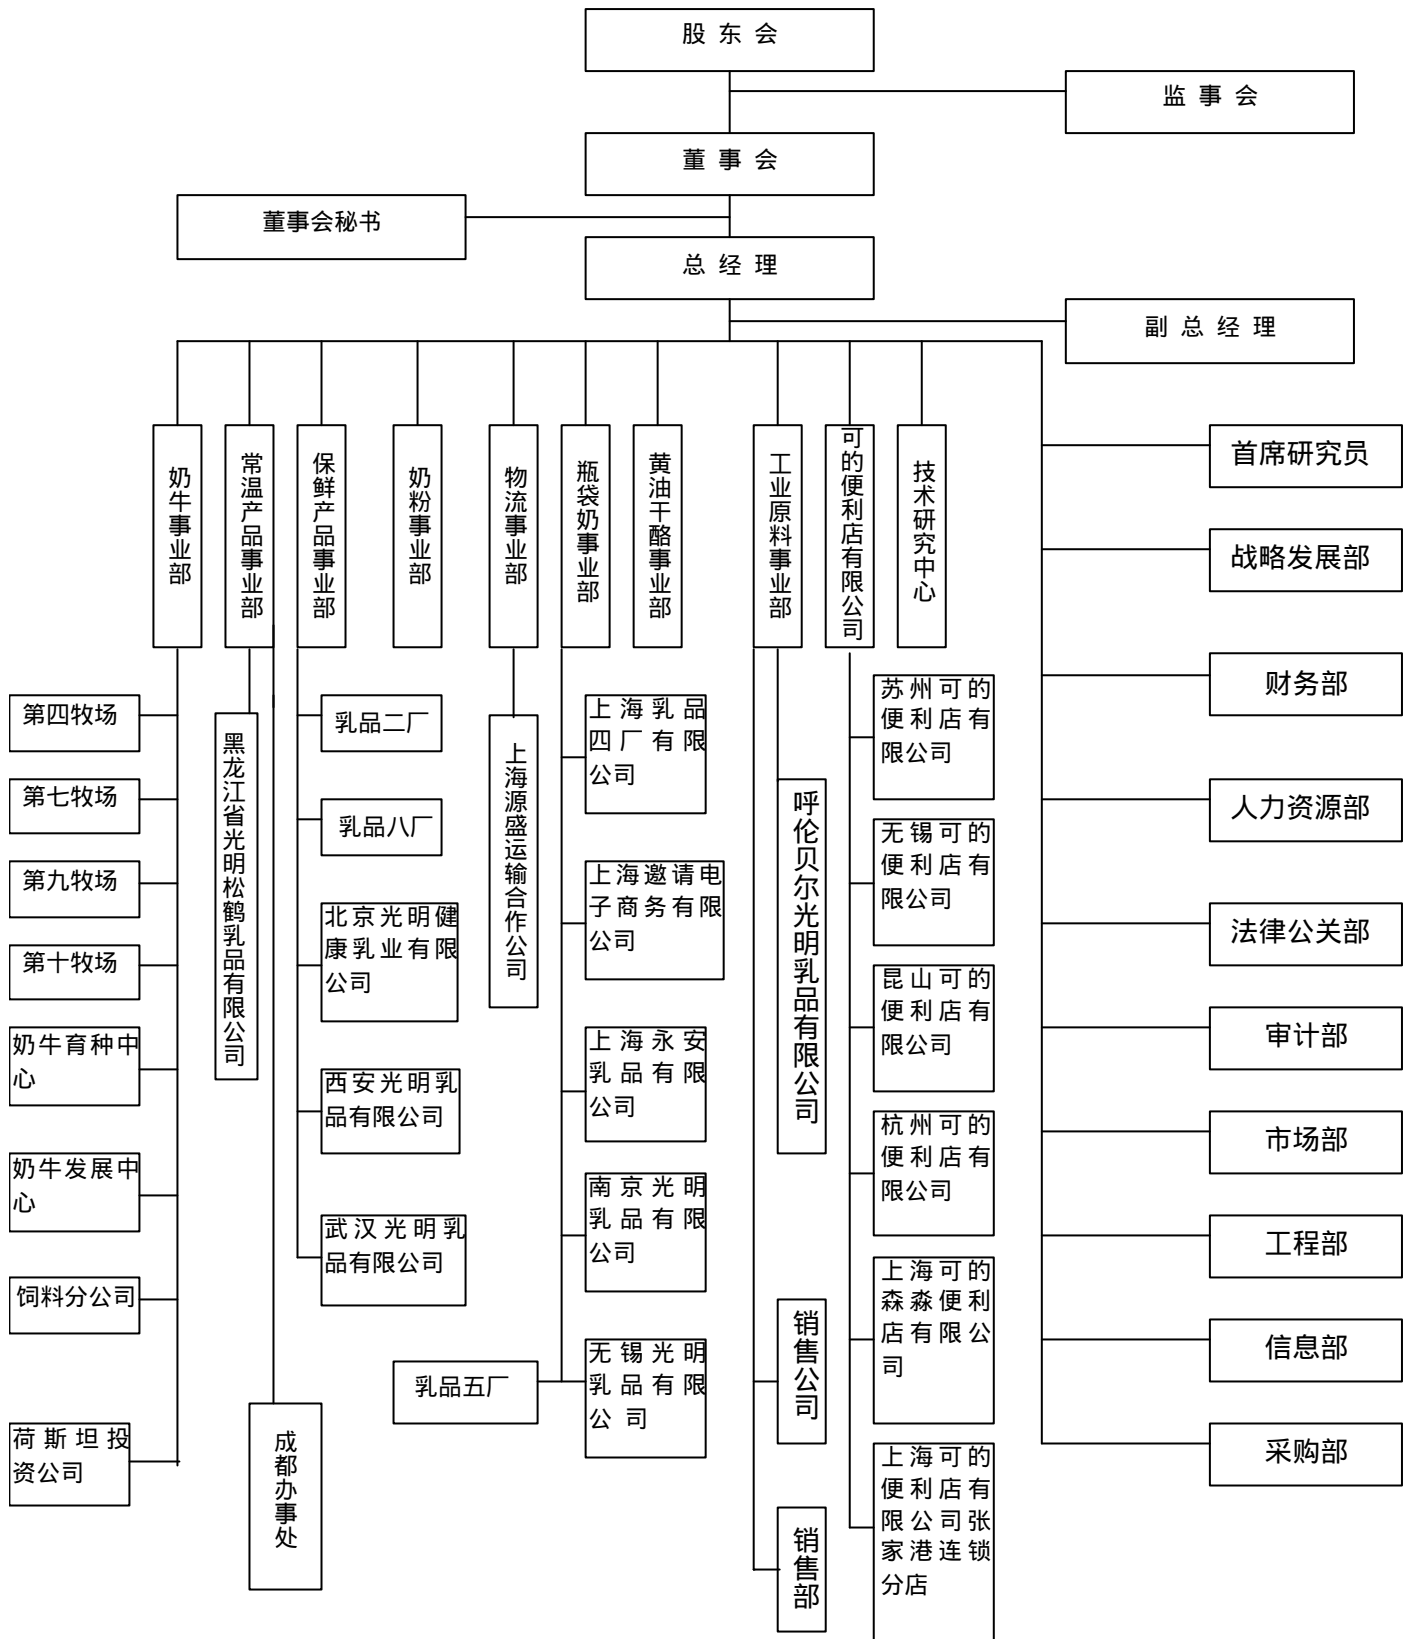 股 东 会
监 事 会
董 事 会
董事会秘书
总 经 理
副 总 经 理
奶牛事业部
常温产品事业部
保鲜产品事业部
奶粉事业部
物流事业部
瓶袋奶事业部
黄油干酪事业部
工业原料事业部
可的便利店有限公司
技术研究中心
首席研究员
战略发展部
财务部
人力资源部
法律公关部
审计部
市场部
工程部
信息部
采购部
第四牧场
第七牧场
第九牧场
第十牧场
奶牛育种中
心
奶牛发展中
心
饲料分公司
荷斯坦投
资公司
黑龙江省光明松鹤乳品有限公司
成都办事处
乳品二厂
乳品八厂
北京光明健
康乳业有限
公司
西安光明乳
品有限公司
武汉光明乳
品有限公司
上海源盛运输合作公司
上海乳品
四厂有限
公司
上海邀请电
子商务有限
公司
上海永安
乳品有限
公司
南京光明
乳品有限
公司
乳品五厂
无锡光明
乳品有限
公 司
呼伦贝尔光明乳品有限公司
销售公司
销售部
苏州可的
便利店有
限公司
无锡可的
便利店有
限公司
昆山可的
便利店有
限公司
杭州可的
便利店有
限公司
上海可的
森淼便利
店有限公
司
上海可的
便利店有
限公司张
家港连锁
分店